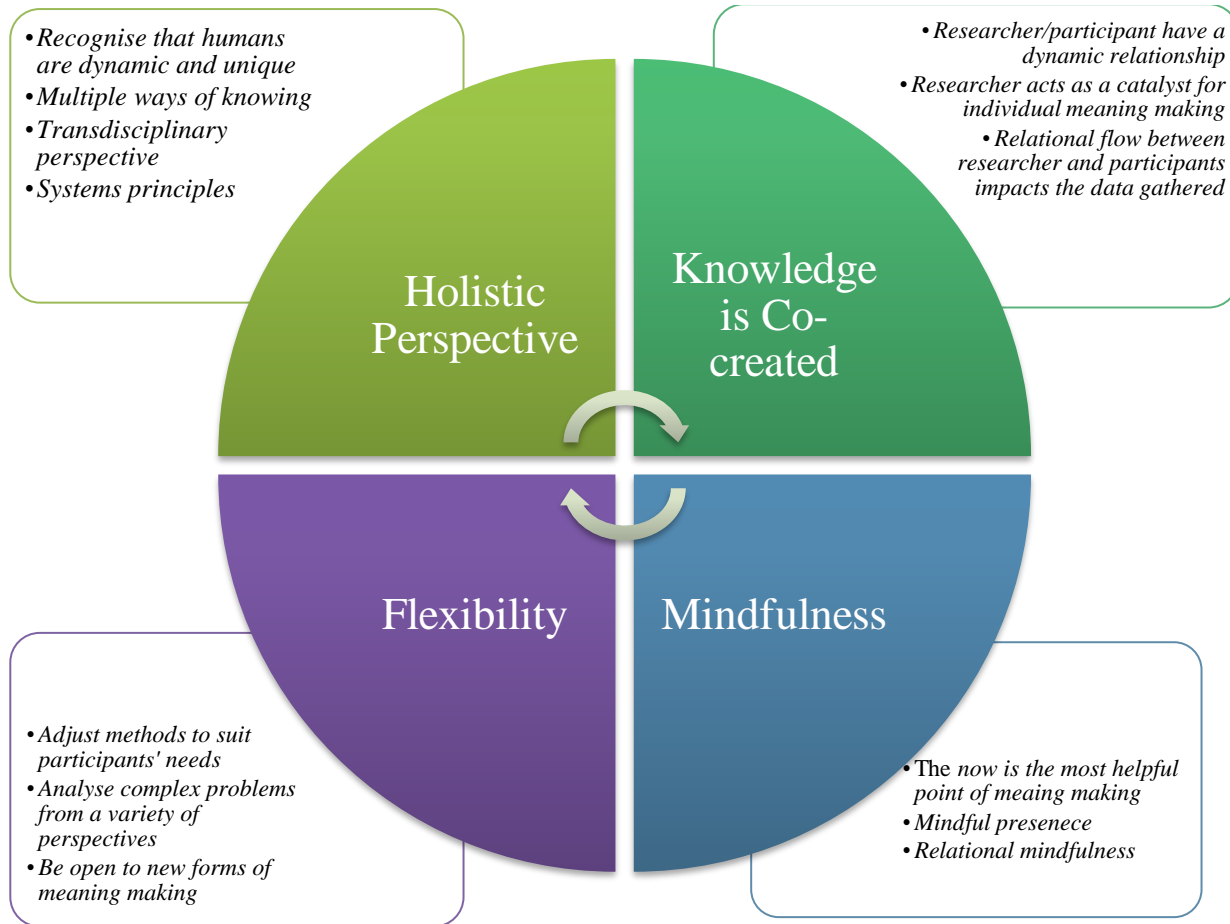 •Recognise that humans
are dynamic and unique
•Multiple ways of knowing
•Transdisciplinary
perspective
•Systems principles
•Researcher/participant have a
dynamic relationship
•Researcher acts as a catalyst for
individual meaning making
•Relational flow between
researcher and participants
impacts the data gathered
Holistic
Perspective
Knowledge
is Co-
created
Flexibility
Mindfulness
•Adjust methods to suit
participants' needs
•Analyse complex problems
from a variety of
perspectives
•Be open to new forms of
meaning making
•The now is the most helpful
point of meaing making
•Mindful presenece
•Relational mindfulness